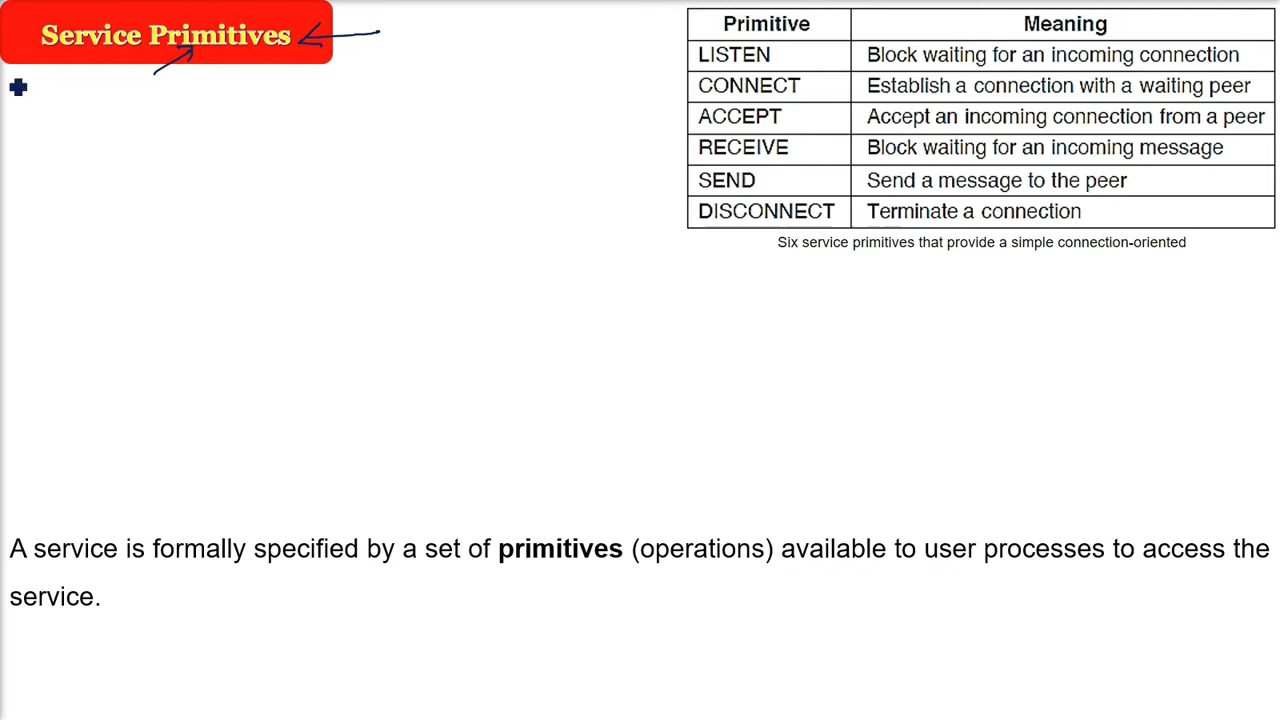 Service Primitives
Primitive Meaning
LISTEN Block waiting for an incoming connection
CONNECT Establish a connection with a waiting peer
ACCEPT Accept an incoming connection from a peer
RECEIVE Block waiting for an incoming message
SEND Send a message to the peer
DISCONNECT Terminate a connection
Six service primitives that provide a simple connection-oriented
A service is formally specified by a set of primitives (operations) available to user processes to access the
service.